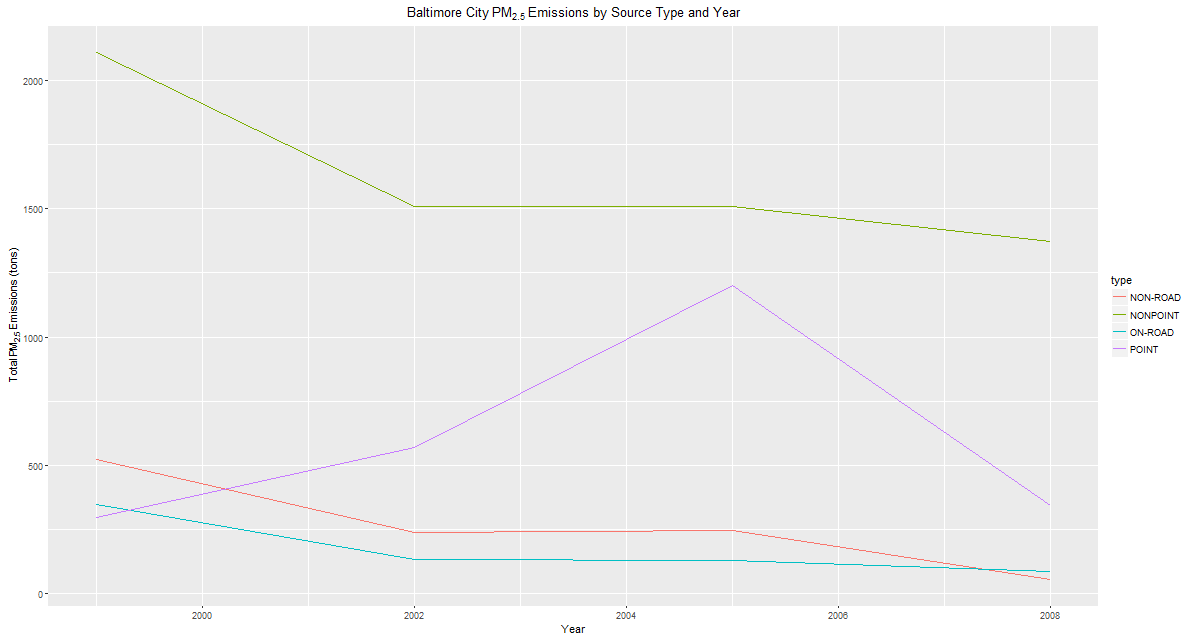 Baltimore City PM2.5 Emissions by Source Type and Year
Total PM2.5 Emissions (tons)
2000
1500
1000
500
0
2000
2002
2004
2006
2008
Year
type
NON-ROAD
NONPOINT
ON-ROAD
POINT